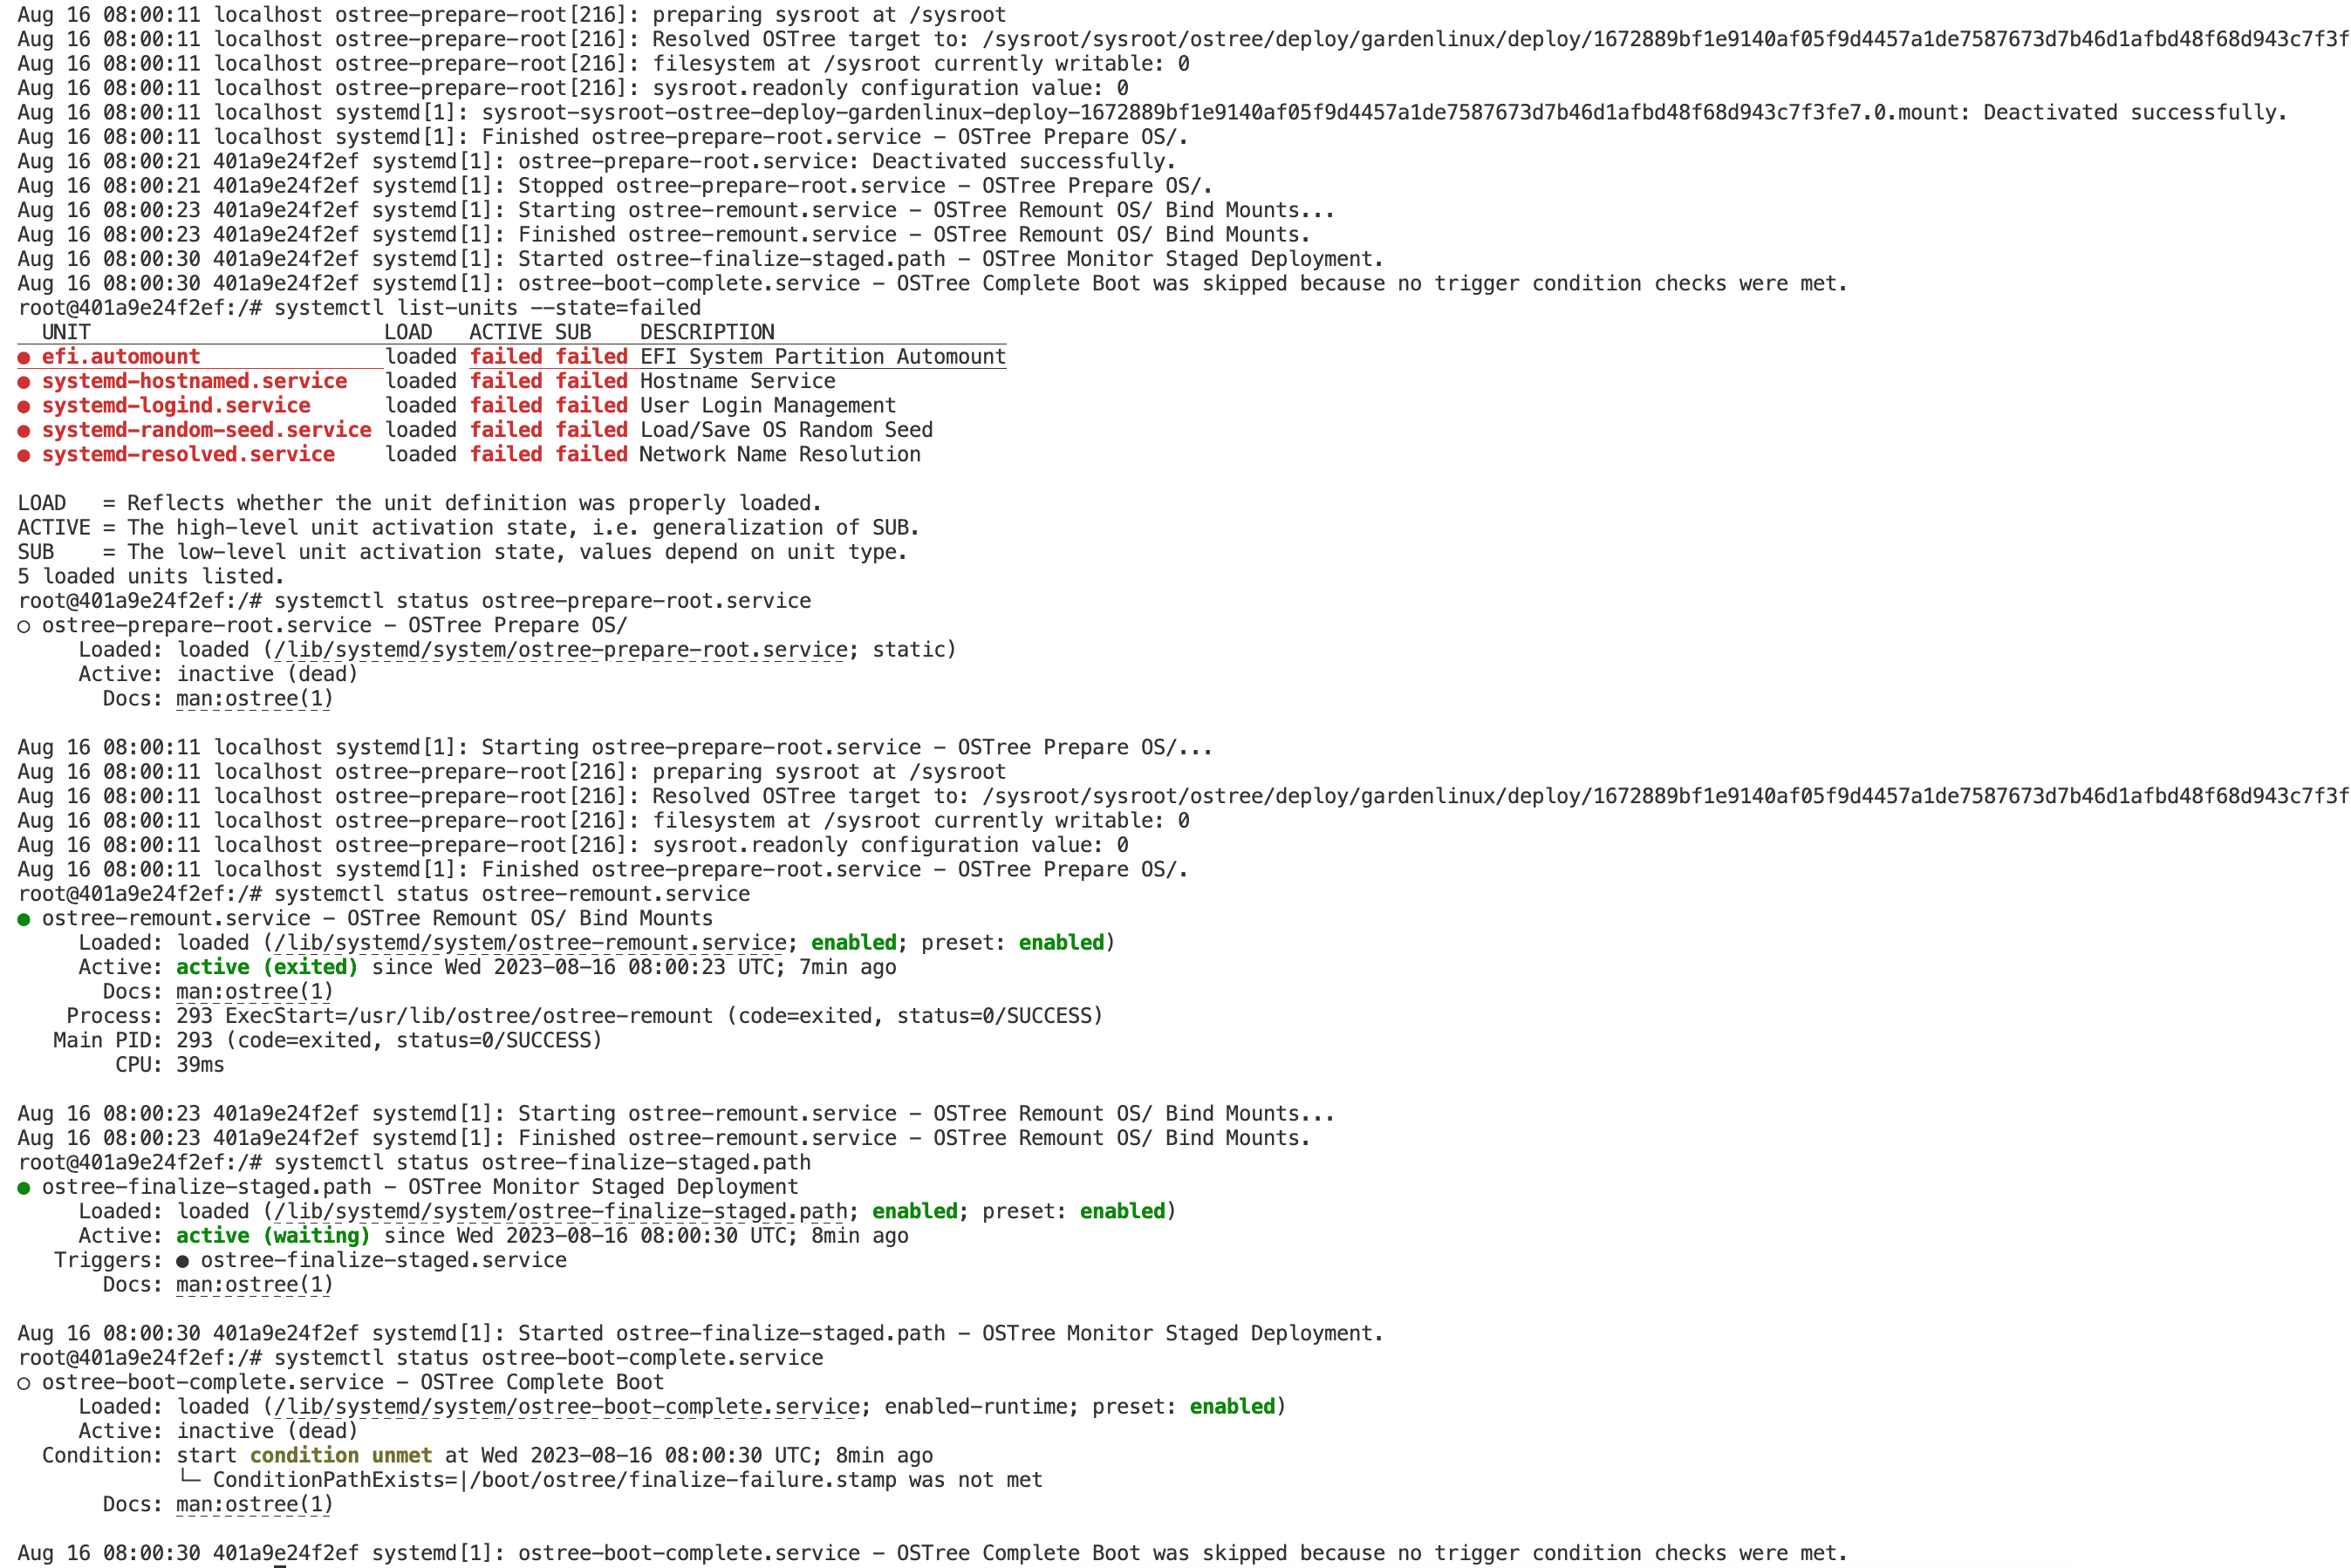 Aug 16 08:00:11 localhost ostree-prepare-root[216]: preparing sysroot at /sysroot
Aug 16 08:00:11 localhost ostree-prepare-root[216]: Resolved OSTree target to: /sysroot/sysroot/ostree/deploy/gardenlinux/deploy/1672889bf1e9140af05f9d4457a1de7587673d7b46d1afbd48f68d943c7f3f
Aug 16 08:00:11 localhost ostree-prepare-root[216]: filesystem at /sysroot currently writable: 0
Aug 16 08:00:11 localhost ostree-prepare-root[216]: sysroot.readonly configuration value: 0
Aug 16 08:00:11 localhost systemd[1]: sysroot-sysroot-ostree-deploy-gardenlinux-deploy-1672889bf1e9140af05f9d4457a1de7587673d7b46d1afbd48f68d943c7f3fe7.0.mount: Deactivated successfully.
Aug 16 08:00:11 localhost systemd[1]: Finished ostree-prepare-root.service - OSTree Prepare OS/.
Aug 16 08:00:21 401a9e24f2ef systemd[1]: ostree-prepare-root.service: Deactivated successfully.
Aug 16 08:00:21 401a9e24f2ef systemd[1]: Stopped ostree-prepare-root.service - OSTree Prepare OS/.
Aug 16 08:00:23 401a9e24f2ef systemd[1]: Starting ostree-remount.service - OSTree Remount OS/ Bind Mounts...
Aug 16 08:00:23 401a9e24f2ef systemd[1]: Finished ostree-remount.service - OSTree Remount OS/ Bind Mounts.
Aug 16 08:00:30 401a9e24f2ef systemd[1]: Started ostree-finalize-staged.path - OSTree Monitor Staged Deployment.
Aug 16 08:00:30 401a9e24f2ef systemd[1]: ostree-boot-complete.service - OSTree Complete Boot was skipped because no trigger condition checks were met.
root@401a9e24f2ef:/# systemctl list-units --state=failed
  UNIT                        LOAD   ACTIVE SUB    DESCRIPTION
● efi.automount               loaded failed failed EFI System Partition Automount
● systemd-hostnamed.service   loaded failed failed Hostname Service
● systemd-logind.service      loaded failed failed User Login Management
● systemd-random-seed.service loaded failed failed Load/Save OS Random Seed
● systemd-resolved.service    loaded failed failed Network Name Resolution

LOAD   = Reflects whether the unit definition was properly loaded.
ACTIVE = The high-level unit activation state, i.e. generalization of SUB.
SUB    = The low-level unit activation state, values depend on unit type.
5 loaded units listed.
root@401a9e24f2ef:/# systemctl status ostree-prepare-root.service
○ ostree-prepare-root.service - OSTree Prepare OS/
     Loaded: loaded (/lib/systemd/system/ostree-prepare-root.service; static)
     Active: inactive (dead)
       Docs: man:ostree(1)

Aug 16 08:00:11 localhost systemd[1]: Starting ostree-prepare-root.service - OSTree Prepare OS/...
Aug 16 08:00:11 localhost ostree-prepare-root[216]: preparing sysroot at /sysroot
Aug 16 08:00:11 localhost ostree-prepare-root[216]: Resolved OSTree target to: /sysroot/sysroot/ostree/deploy/gardenlinux/deploy/1672889bf1e9140af05f9d4457a1de7587673d7b46d1afbd48f68d943c7f3f
Aug 16 08:00:11 localhost ostree-prepare-root[216]: filesystem at /sysroot currently writable: 0
Aug 16 08:00:11 localhost ostree-prepare-root[216]: sysroot.readonly configuration value: 0
Aug 16 08:00:11 localhost systemd[1]: Finished ostree-prepare-root.service - OSTree Prepare OS/.
root@401a9e24f2ef:/# systemctl status ostree-remount.service
● ostree-remount.service - OSTree Remount OS/ Bind Mounts
     Loaded: loaded (/lib/systemd/system/ostree-remount.service; enabled; preset: enabled)
     Active: active (exited) since Wed 2023-08-16 08:00:23 UTC; 7min ago
       Docs: man:ostree(1)
    Process: 293 ExecStart=/usr/lib/ostree/ostree-remount (code=exited, status=0/SUCCESS)
   Main PID: 293 (code=exited, status=0/SUCCESS)
        CPU: 39ms

Aug 16 08:00:23 401a9e24f2ef systemd[1]: Starting ostree-remount.service - OSTree Remount OS/ Bind Mounts...
Aug 16 08:00:23 401a9e24f2ef systemd[1]: Finished ostree-remount.service - OSTree Remount OS/ Bind Mounts.
root@401a9e24f2ef:/# systemctl status ostree-finalize-staged.path
● ostree-finalize-staged.path - OSTree Monitor Staged Deployment
     Loaded: loaded (/lib/systemd/system/ostree-finalize-staged.path; enabled; preset: enabled)
     Active: active (waiting) since Wed 2023-08-16 08:00:30 UTC; 8min ago
   Triggers: ● ostree-finalize-staged.service
       Docs: man:ostree(1)

Aug 16 08:00:30 401a9e24f2ef systemd[1]: Started ostree-finalize-staged.path - OSTree Monitor Staged Deployment.
root@401a9e24f2ef:/# systemctl status ostree-boot-complete.service
○ ostree-boot-complete.service - OSTree Complete Boot
     Loaded: loaded (/lib/systemd/system/ostree-boot-complete.service; enabled-runtime; preset: enabled)
     Active: inactive (dead)
  Condition: start condition unmet at Wed 2023-08-16 08:00:30 UTC; 8min ago
             └─ ConditionPathExists=|/boot/ostree/finalize-failure.stamp was not met
       Docs: man:ostree(1)

Aug 16 08:00:30 401a9e24f2ef systemd[1]: ostree-boot-complete.service - OSTree Complete Boot was skipped because no trigger condition checks were met.